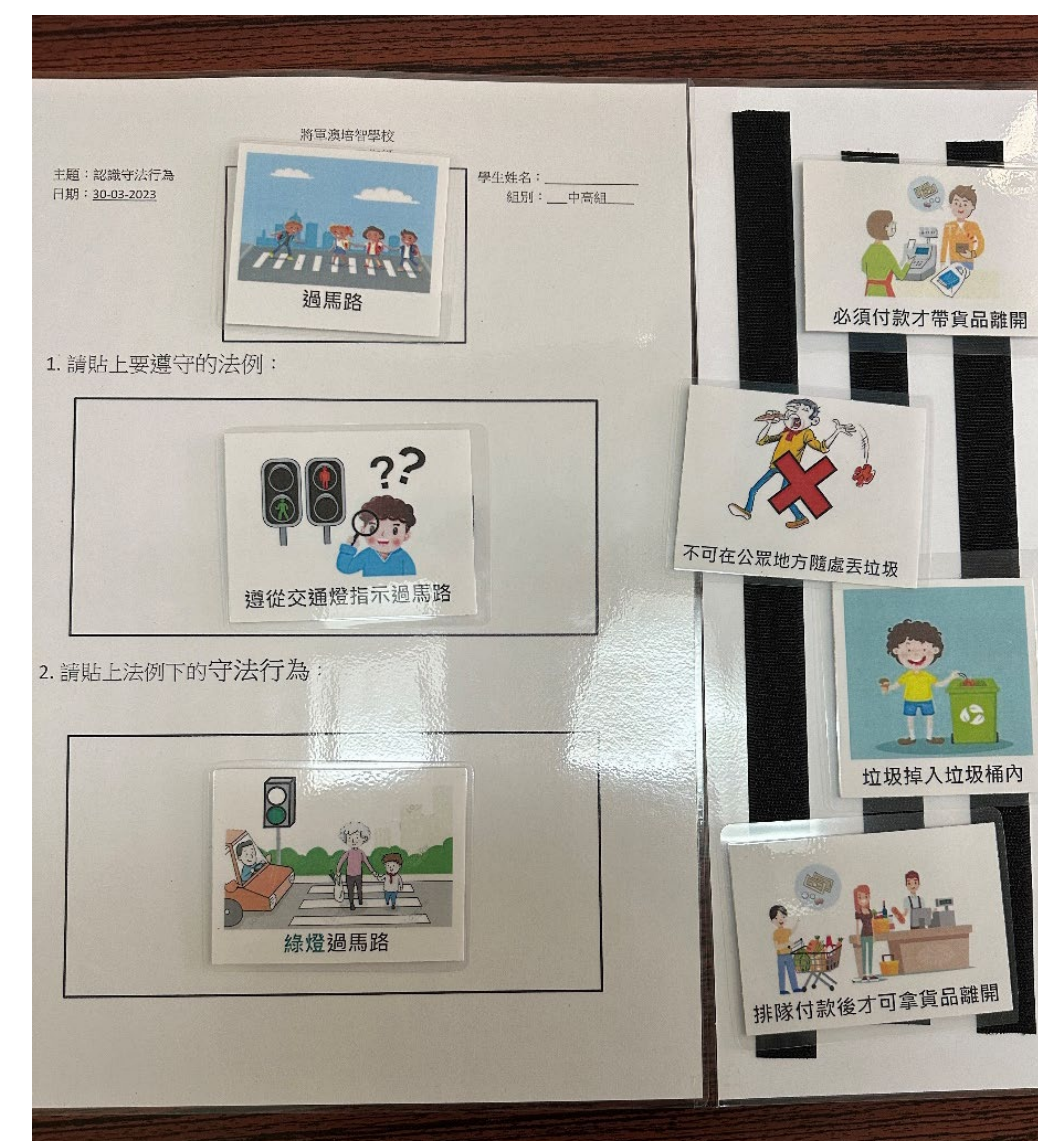 將軍澳培智學校
主題：認識守法行為
日期：30-03-2023
學生姓名：
組別：中高組
過馬路
1. 請貼上要遵守的法例：
??
遵從交通燈指示過馬路
2. 請貼上法例下的守法行為：
綠燈過馬路
必須付款才帶貨品離開
不可在公眾地方隨處丟垃圾
垃圾掉入垃圾桶內
排隊付款後才可拿貨品離開